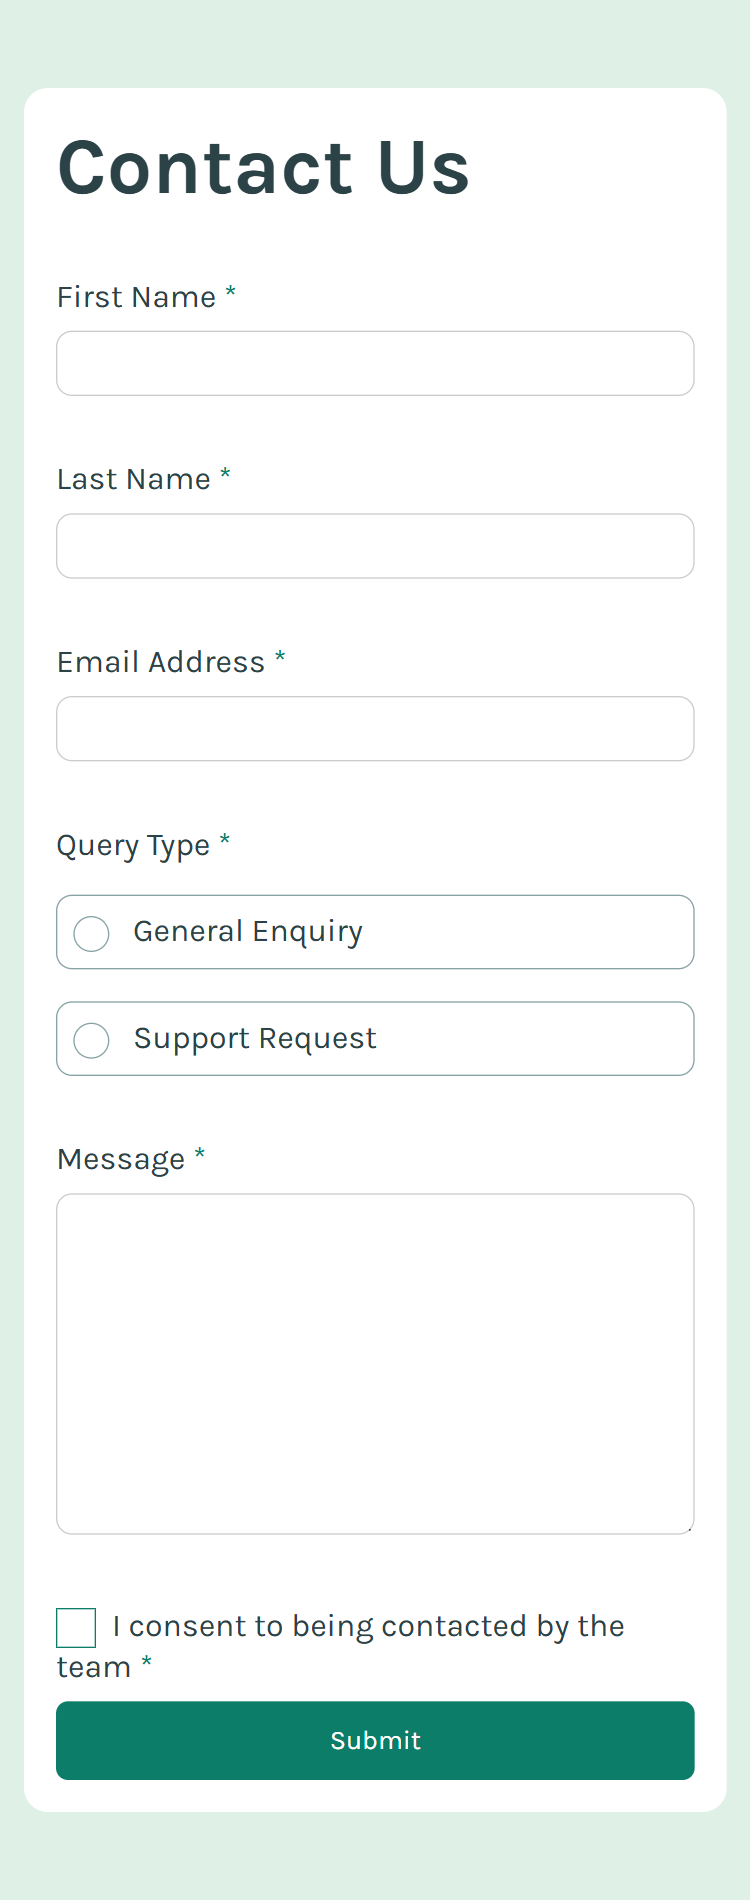 Contact Us
First Name *
Last Name *
Email Address *
Query Type *
General Enquiry
Support Request
Message *
I consent to being contacted by the
team *
Submit